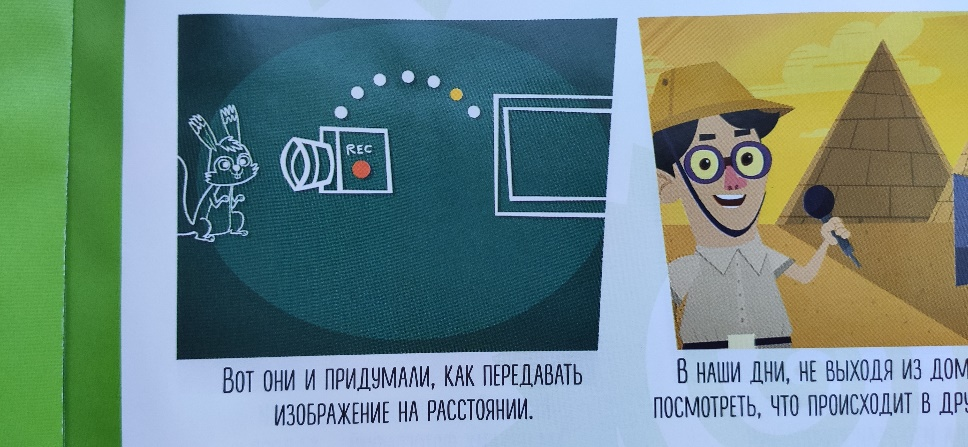 REC
Вот они и придумали, как передавать
изображение на расстоянии.
В наши дни, не выходя из
посмотреть, что происходит в